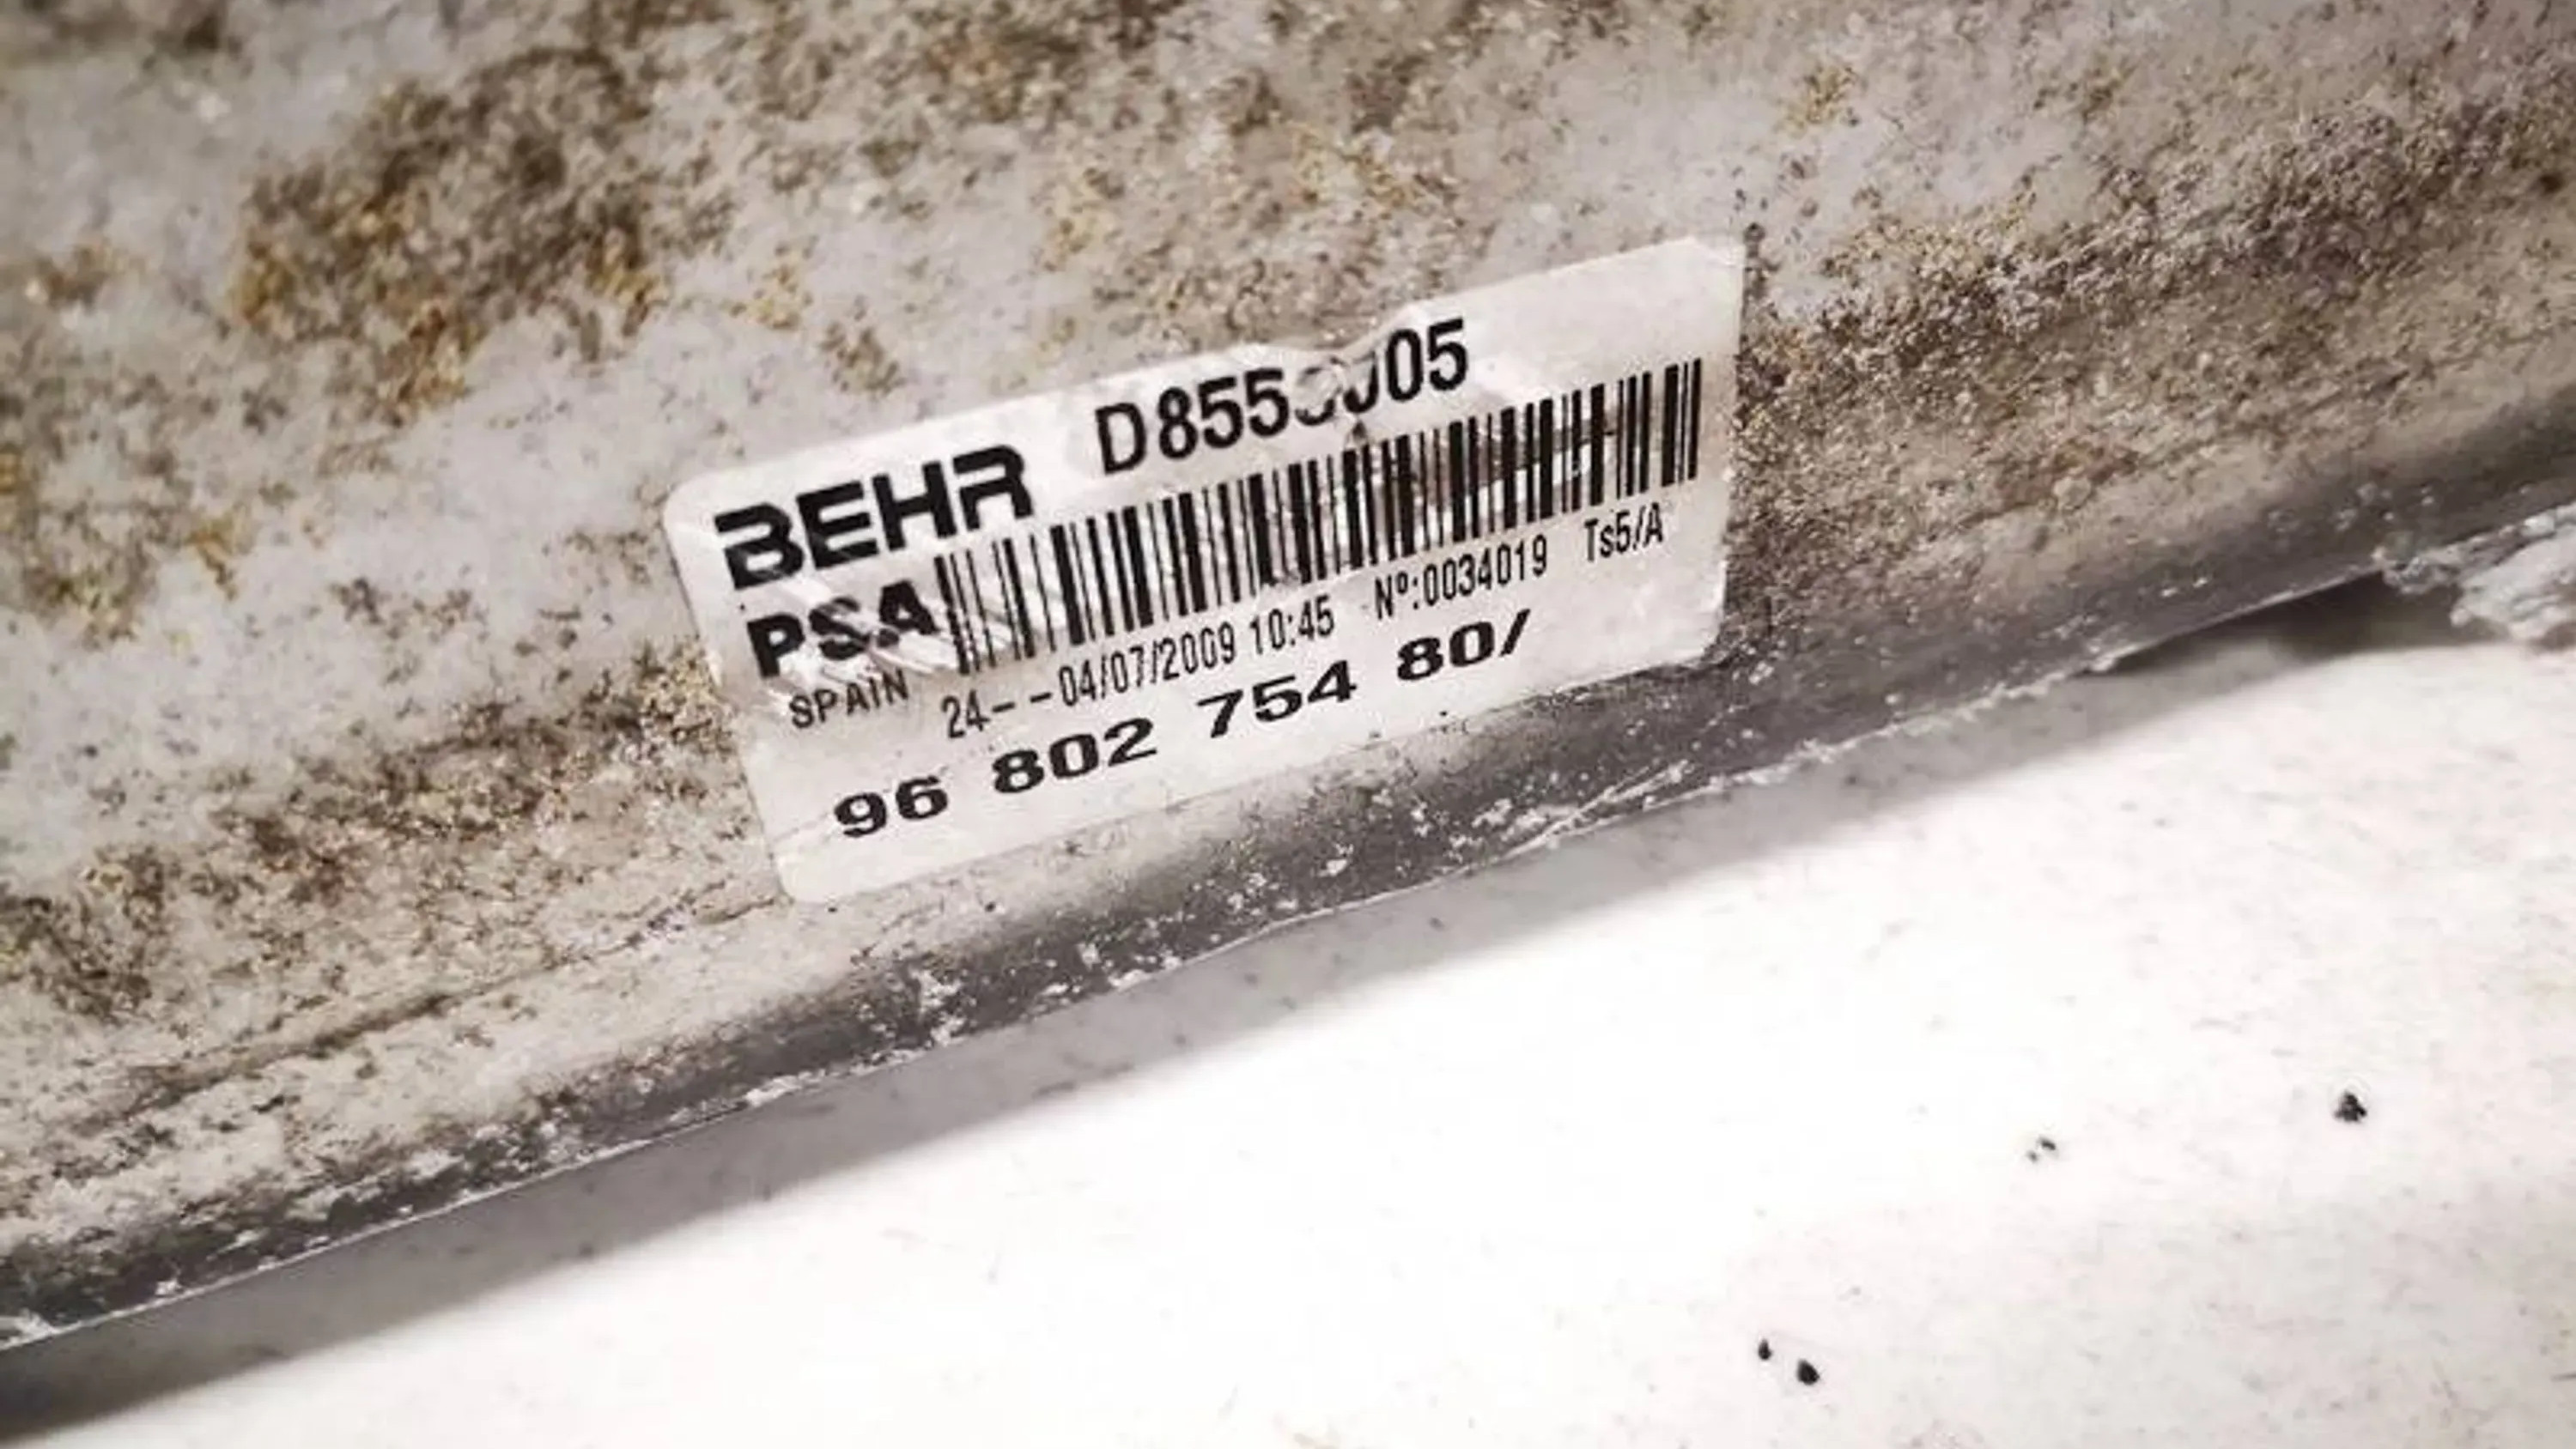 BEHR
PSA
SPAIN 24--04/07/2009 10:45 Nº:0034019 Ts5/A
96 802 754 80/